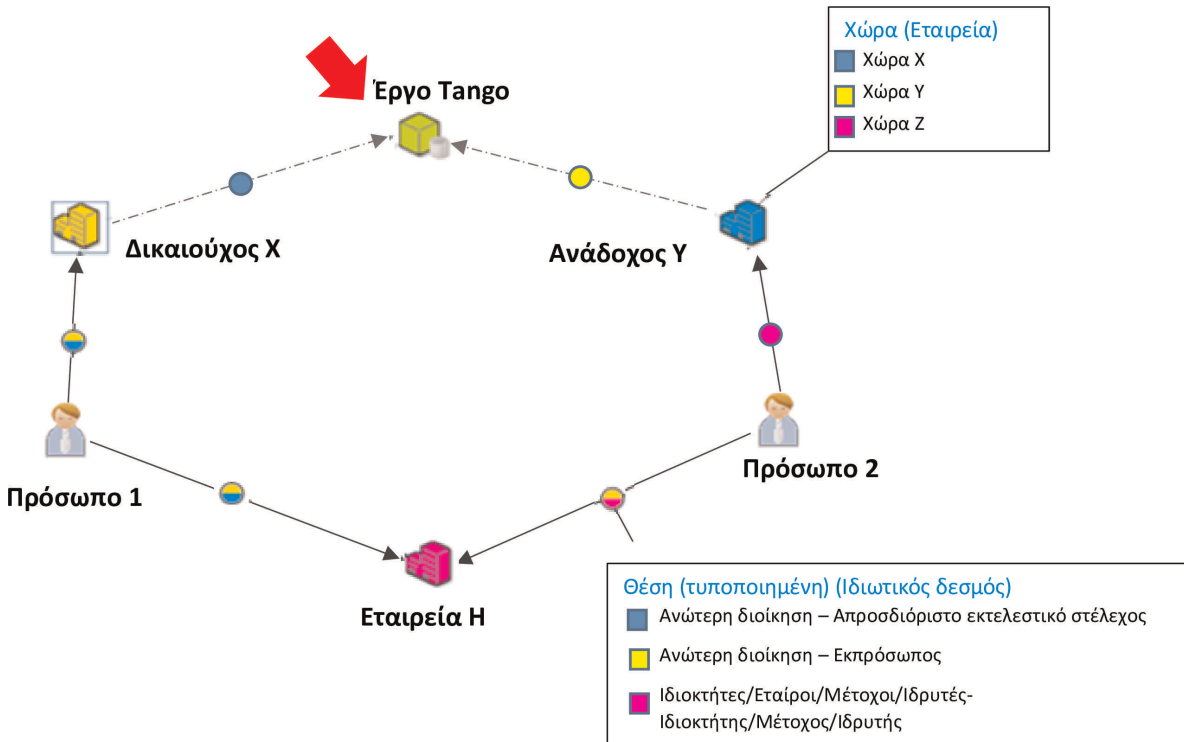 Χώρα (Εταιρεία)
Χώρα X
Χώρα Y
Χώρα Z
Έργο Tango
Δικαιούχος X
Ανάδοχος Y
Πρόσωπο 1
Πρόσωπο 2
Εταιρεία H
Θέση (τυποποιημένη) (Ιδιωτικός δεσμός)
Ανώτερη διοίκηση – Απροσδιόριστο εκτελεστικό στέλεχος
Ανώτερη διοίκηση – Εκπρόσωπος
Ιδιοκτήτες/Εταίροι/Μέτοχοι/Ιδρυτές-
Ιδιοκτήτης/Μέτοχος/Ιδρυτής